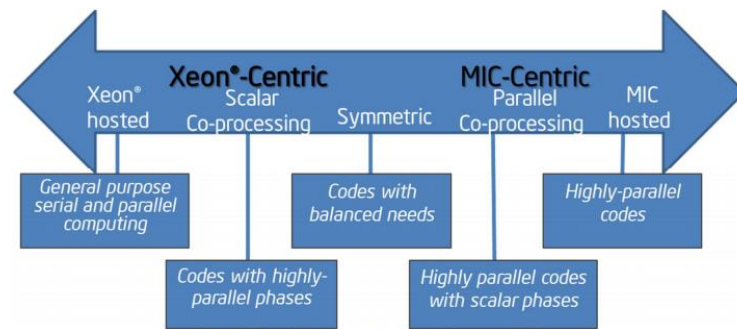 Xeon®-Centric
MIC-Centric
Xeon®
hosted
Scalar
Co-processing
Symmetric
Parallel
Co-processing
MIC
hosted
General purpose
serial and parallel
computing
Codes with highly-
parallel phases
Codes with
balanced needs
Highly parallel codes
with scalar phases
Highly-parallel
codes